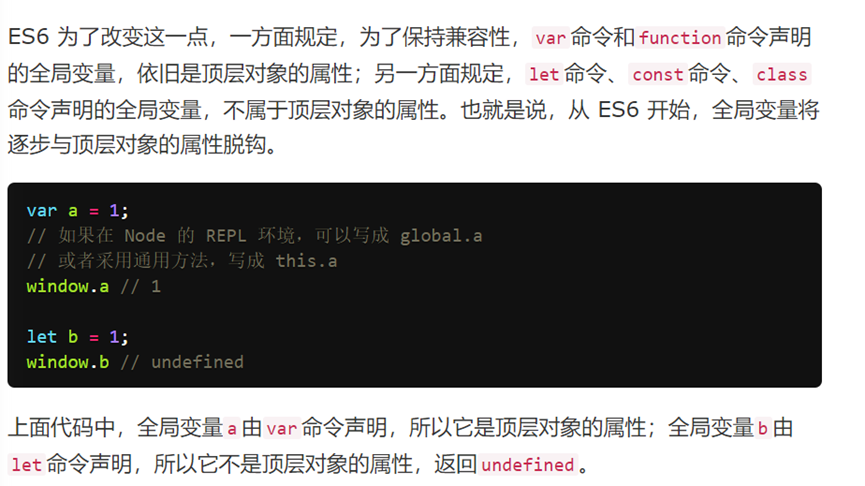 ES6 为了改变这一点，一方面规定，为了保持兼容性，var命令和function命令声明
的全局变量，依旧是顶层对象的属性；另一方面规定，let命令、const命令、class
命令声明的全局变量，不属于顶层对象的属性。也就是说，从 ES6 开始，全局变量将
逐步与顶层对象的属性脱钩。
var a = 1;
// 如果在 Node 的 REPL 环境，可以写成 global.a
// 或者采用通用方法，写成 this.a
window.a // 1
let b = 1;
window.b // undefined
上面代码中，全局变量a由var命令声明，所以它是顶层对象的属性；全局变量b由
let命令声明，所以它不是顶层对象的属性，返回undefined。